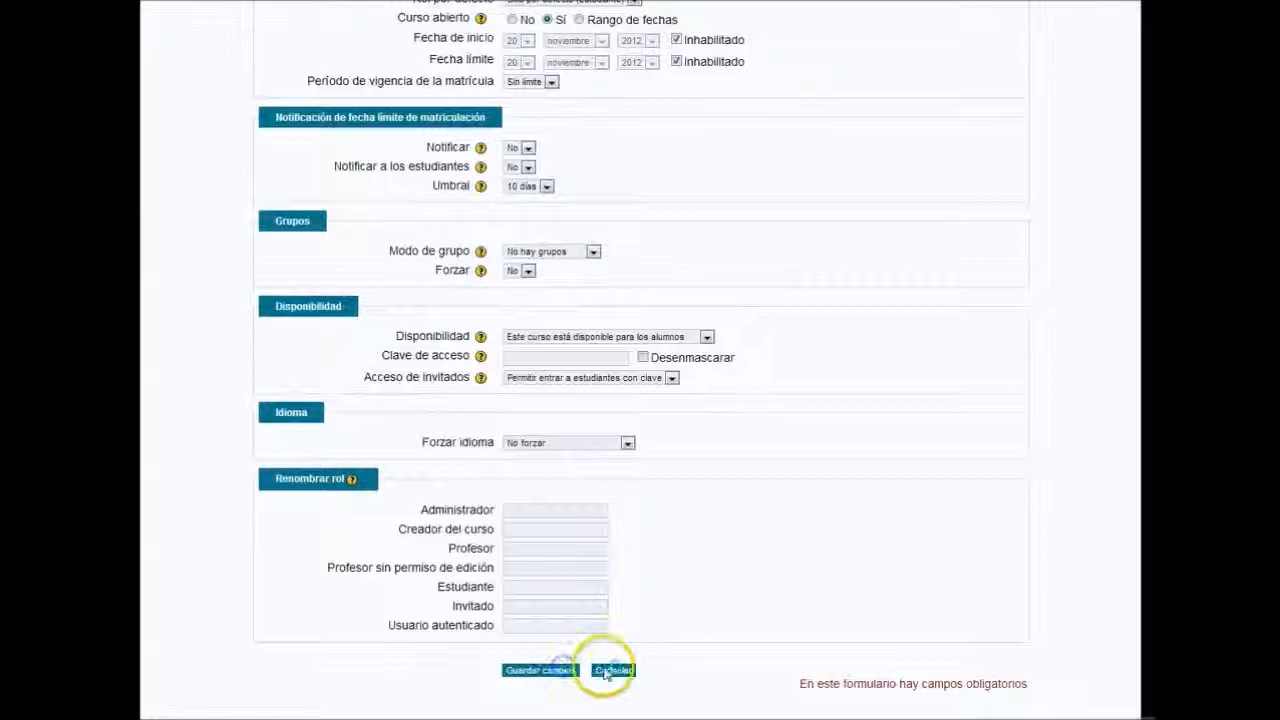 Rol por defecto (Estudiante)
Curso abierto No Sí Rango de fechas
Fecha de inicio 20 noviembre 2012 Inhabilitado
Fecha límite 20 noviembre 2012 Inhabilitado
Período de vigencia de la matrícula Sin límite
Notificación de fecha límite de matriculación
Notificar No
Notificar a los estudiantes No
Umbral 10 días
Grupos
Modo de grupo No hay grupos
Forzar No
Disponibilidad
Disponibilidad Este curso está disponible para los alumnos
Clave de acceso Desenmascarar
Acceso de invitados Permitir entrar a estudiantes con clave
Idioma
Forzar idioma No forzar
Renombrar rol
Administrador
Creador del curso
Profesor
Profesor sin permiso de edición
Estudiante
Invitado
Usuario autenticado
Guardar cambios Cancelar
En este formulario hay campos obligatorios